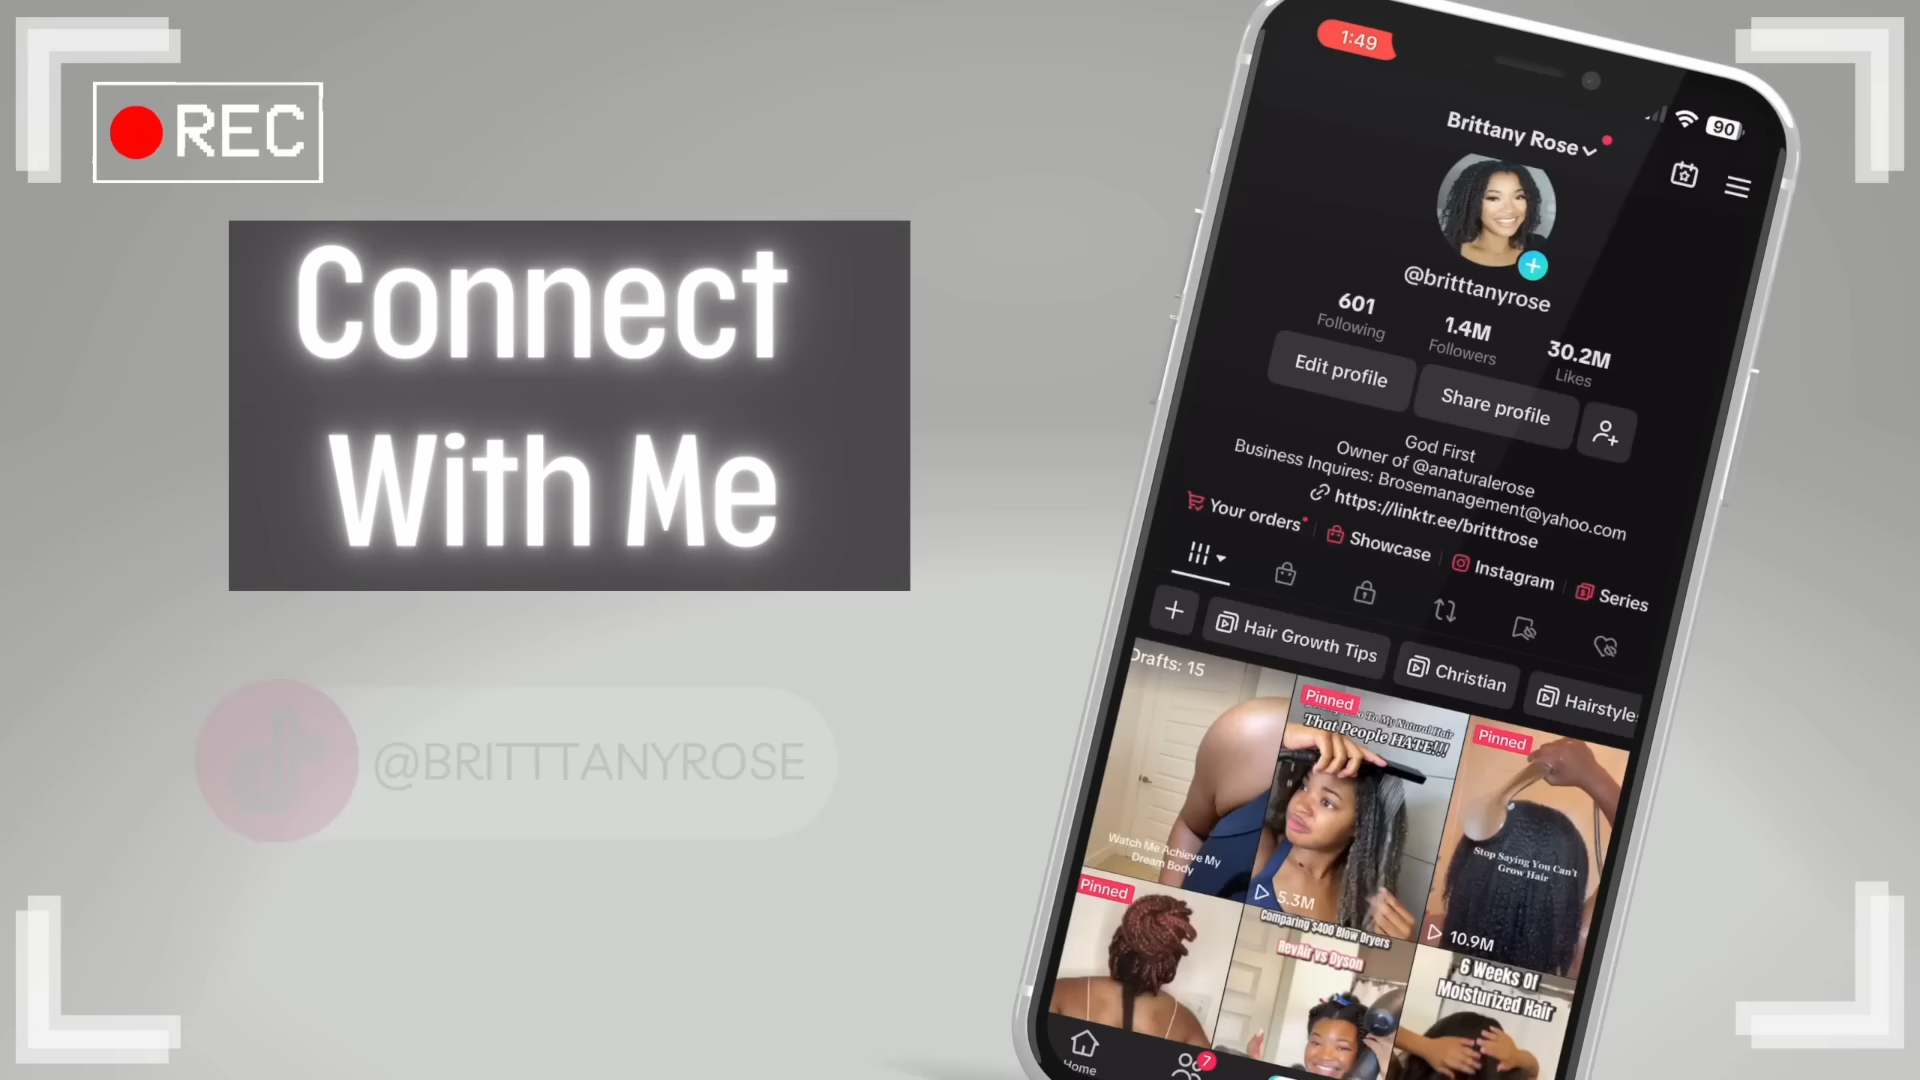 REC
Connect
With Me
@BRITTTANYROSE
1:49
90
Brittany Rose
@britttanyrose
601
Following
1.4M
Followers
30.2M
Likes
Edit profile
Share profile
God First
Owner of @anaturalerose
Business Inquires: Brosemanagement@yahoo.com
https://linktr.ee/britttrose
Your orders
Showcase
Instagram
Series
Hair Growth Tips
Christian
Hairstyle
Drafts: 15
Watch Me Achieve My
Dream Body
Pinned
To My Natural Hair
That People HATE!!!
5.3M
Pinned
Stop Saying You Can't
Grow Hair
10.9M
Pinned
Comparing $400 Blow Dryers
RevAir vs Dyson
6 Weeks Of
Moisturized Hair
Home
7